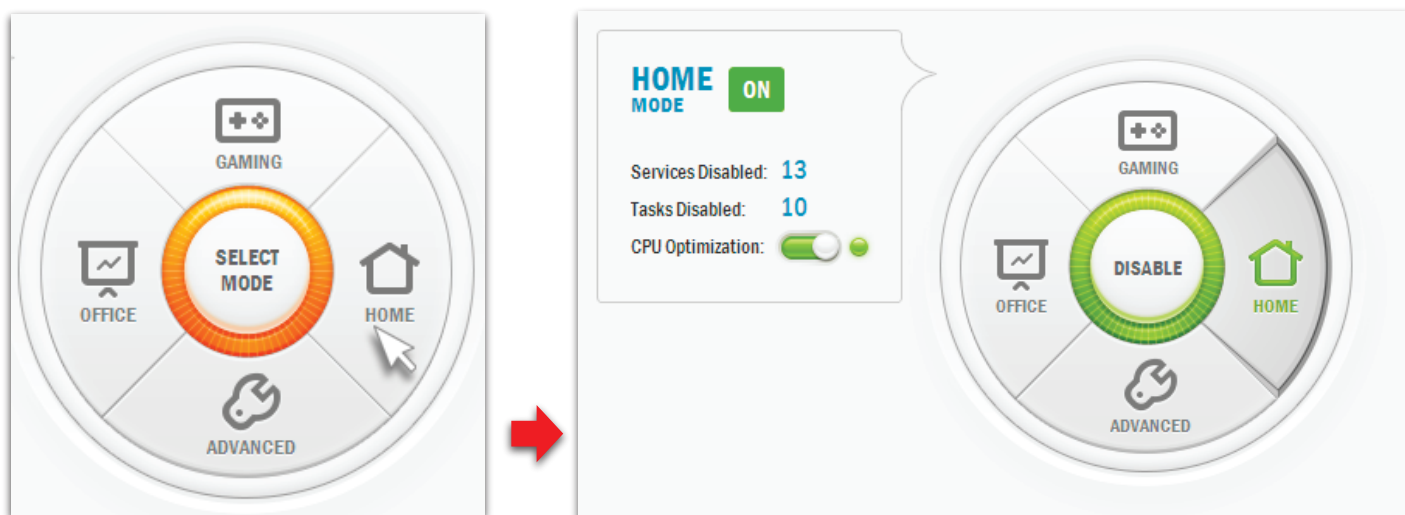 GAMING
OFFICE
SELECT
MODE
HOME
ADVANCED
HOME
MODE
ON
Services Disabled: 13
Tasks Disabled: 10
CPU Optimization:
GAMING
OFFICE
DISABLE
HOME
ADVANCED